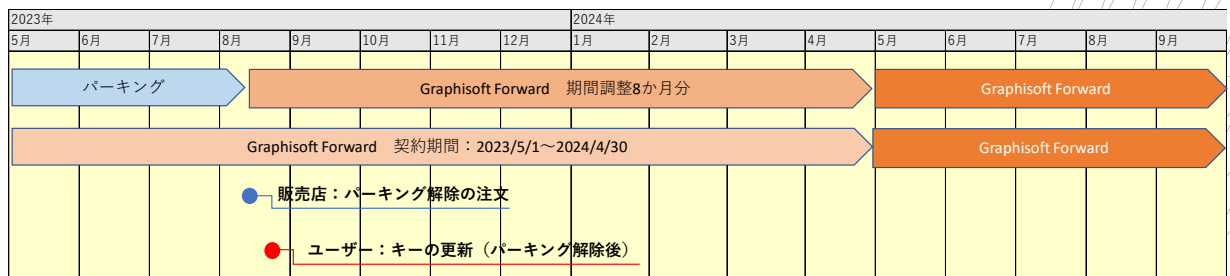 2023年 2024年
5月 6月 7月 8月 9月 10月 11月 12月 1月 2月 3月 4月 5月 6月 7月 8月 9月
パーキング Graphisoft Forward 期間調整8か月分 Graphisoft Forward
Graphisoft Forward 契約期間：2023/5/1～2024/4/30 Graphisoft Forward
販売店：パーキング解除の注文
ユーザー：キーの更新（パーキング解除後）